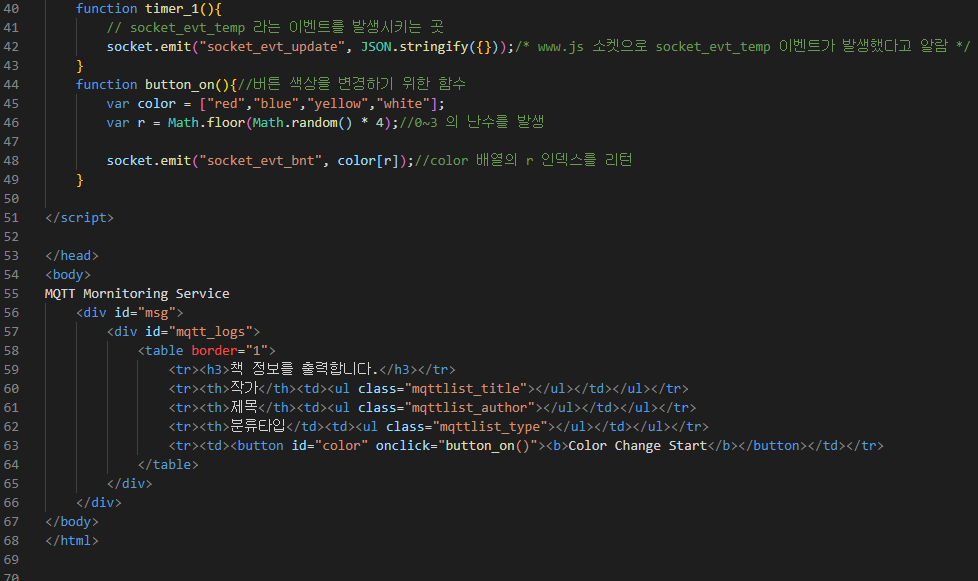 40 function timer_1(){
41 // socket_evt_temp 라는 이벤트를 발생시키는 곳
42 socket.emit("socket_evt_update", JSON.stringify({}));/* www.js 소켓으로 socket_evt_temp 이벤트가 발생했다고 알람 */
43 }
44 function button_on(){//버튼 색상을 변경하기 위한 함수
45 var color = ["red","blue","yellow","white"];
46 var r = Math.floor(Math.random() * 4);//0~3 의 난수를 발생
47
48 socket.emit("socket_evt_bnt", color[r]);//color 배열의 r 인덱스를 리턴
49 }
50
51 </script>
52
53 </head>
54 <body>
55 MQTT Mornitoring Service
56 <div id="msg">
57 <div id="mqtt_logs">
58 <table border="1">
59 <tr><h3>책 정보를 출력합니다.</h3></tr>
60 <tr><th>작가</th><td><ul class="mqttlist_title"></ul></td></ul></tr>
61 <tr><th>제목</th><td><ul class="mqttlist_author"></ul></td></ul></tr>
62 <tr><th>분류타입</td><td><ul class="mqttlist_type"></ul></td></ul></tr>
63 <tr><td><button id="color" onclick="button_on()"><b>Color Change Start</b></button></td></tr>
64 </table>
65 </div>
66 </div>
67 </body>
68 </html>
69
70